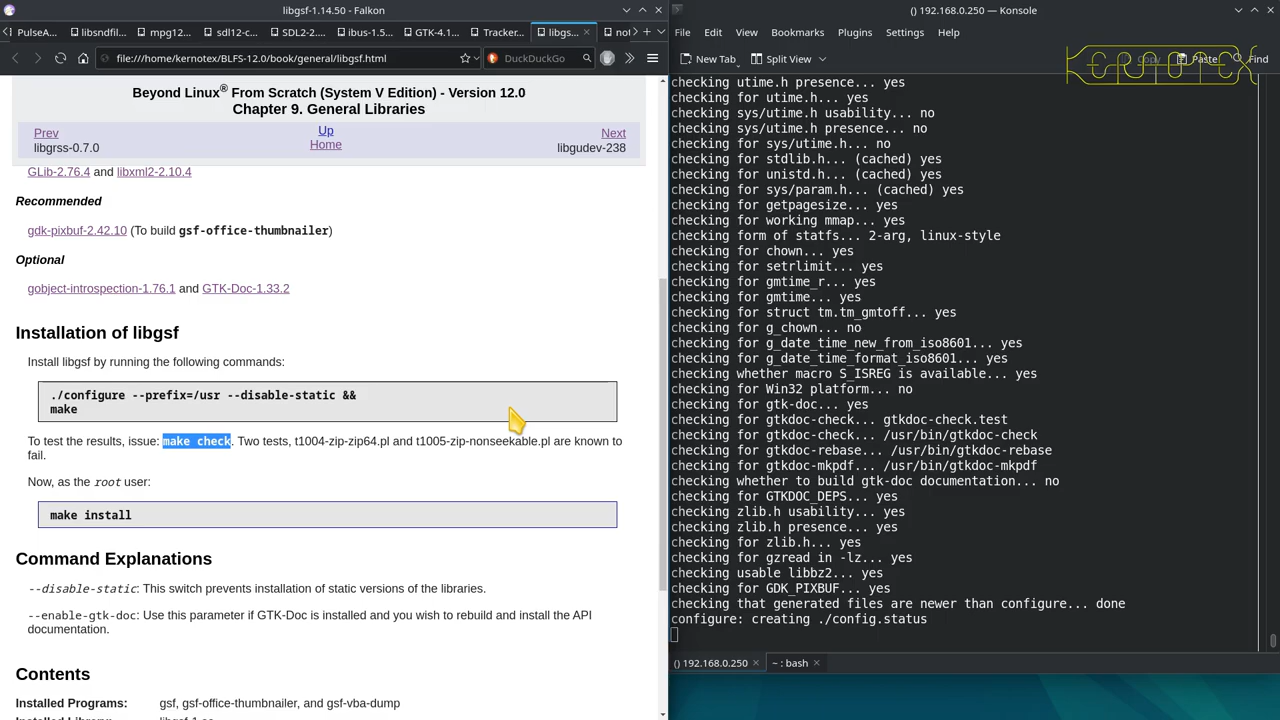 libgsf-1.14.50 - Falkon
PulseA...
libsndfil...
mpg12...
sdl12-c...
SDL2-2....
ibus-1.5...
GTK-4.1...
Tracker...
libgs...
no!
file:///home/kernotex/BLFS-12.0/book/general/libgsf.html
DuckDuckGo
Beyond Linux® From Scratch (System V Edition) - Version 12.0
Chapter 9. General Libraries
Prev Up Next
libgrss-0.7.0 Home libgudev-238
GLib-2.76.4 and libxml2-2.10.4
Recommended
gdk-pixbuf-2.42.10 (To build gsf-office-thumbnailer)
Optional
gobject-introspection-1.76.1 and GTK-Doc-1.33.2
Installation of libgsf
Install libgsf by running the following commands:
./configure --prefix=/usr --disable-static &&
make
To test the results, issue: make check. Two tests, t1004-zip-zip64.pl and t1005-zip-nonseekable.pl are known to
fail.
Now, as the root user:
make install
Command Explanations
--disable-static: This switch prevents installation of static versions of the libraries.
--enable-gtk-doc: Use this parameter if GTK-Doc is installed and you wish to rebuild and install the API
documentation.
Contents
Installed Programs: gsf, gsf-office-thumbnailer, and gsf-vba-dump
() 192.168.0.250 — Konsole
File Edit View Bookmarks Plugins Settings Help
New Tab Split View Copy Paste Find
KERNOTEX
checking utime.h presence... yes
checking for utime.h... yes
checking sys/utime.h usability... no
checking sys/utime.h presence... no
checking for sys/utime.h... no
checking for stdlib.h... (cached) yes
checking for unistd.h... (cached) yes
checking for sys/param.h... (cached) yes
checking for getpagesize... yes
checking for working mmap... yes
checking form of statfs... 2-arg, linux-style
checking for chown... yes
checking for setrlimit... yes
checking for gmtime_r... yes
checking for gmtime... yes
checking for struct tm.tm_gmtoff... yes
checking for g_chown... no
checking for g_date_time_new_from_iso8601... yes
checking for g_date_time_format_iso8601... yes
checking whether macro S_ISREG is available... yes
checking for Win32 platform... no
checking for gtk-doc... yes
checking for gtkdoc-check... gtkdoc-check.test
checking for gtkdoc-check... /usr/bin/gtkdoc-check
checking for gtkdoc-rebase... /usr/bin/gtkdoc-rebase
checking for gtkdoc-mkpdf... /usr/bin/gtkdoc-mkpdf
checking whether to build gtk-doc documentation... no
checking for GTKDOC_DEPS... yes
checking zlib.h usability... yes
checking zlib.h presence... yes
checking for zlib.h... yes
checking for gzread in -lz... yes
checking usable libbz2... yes
checking for GDK_PIXBUF... yes
checking that generated files are newer than configure... done
configure: creating ./config.status
() 192.168.0.250
~ : bash